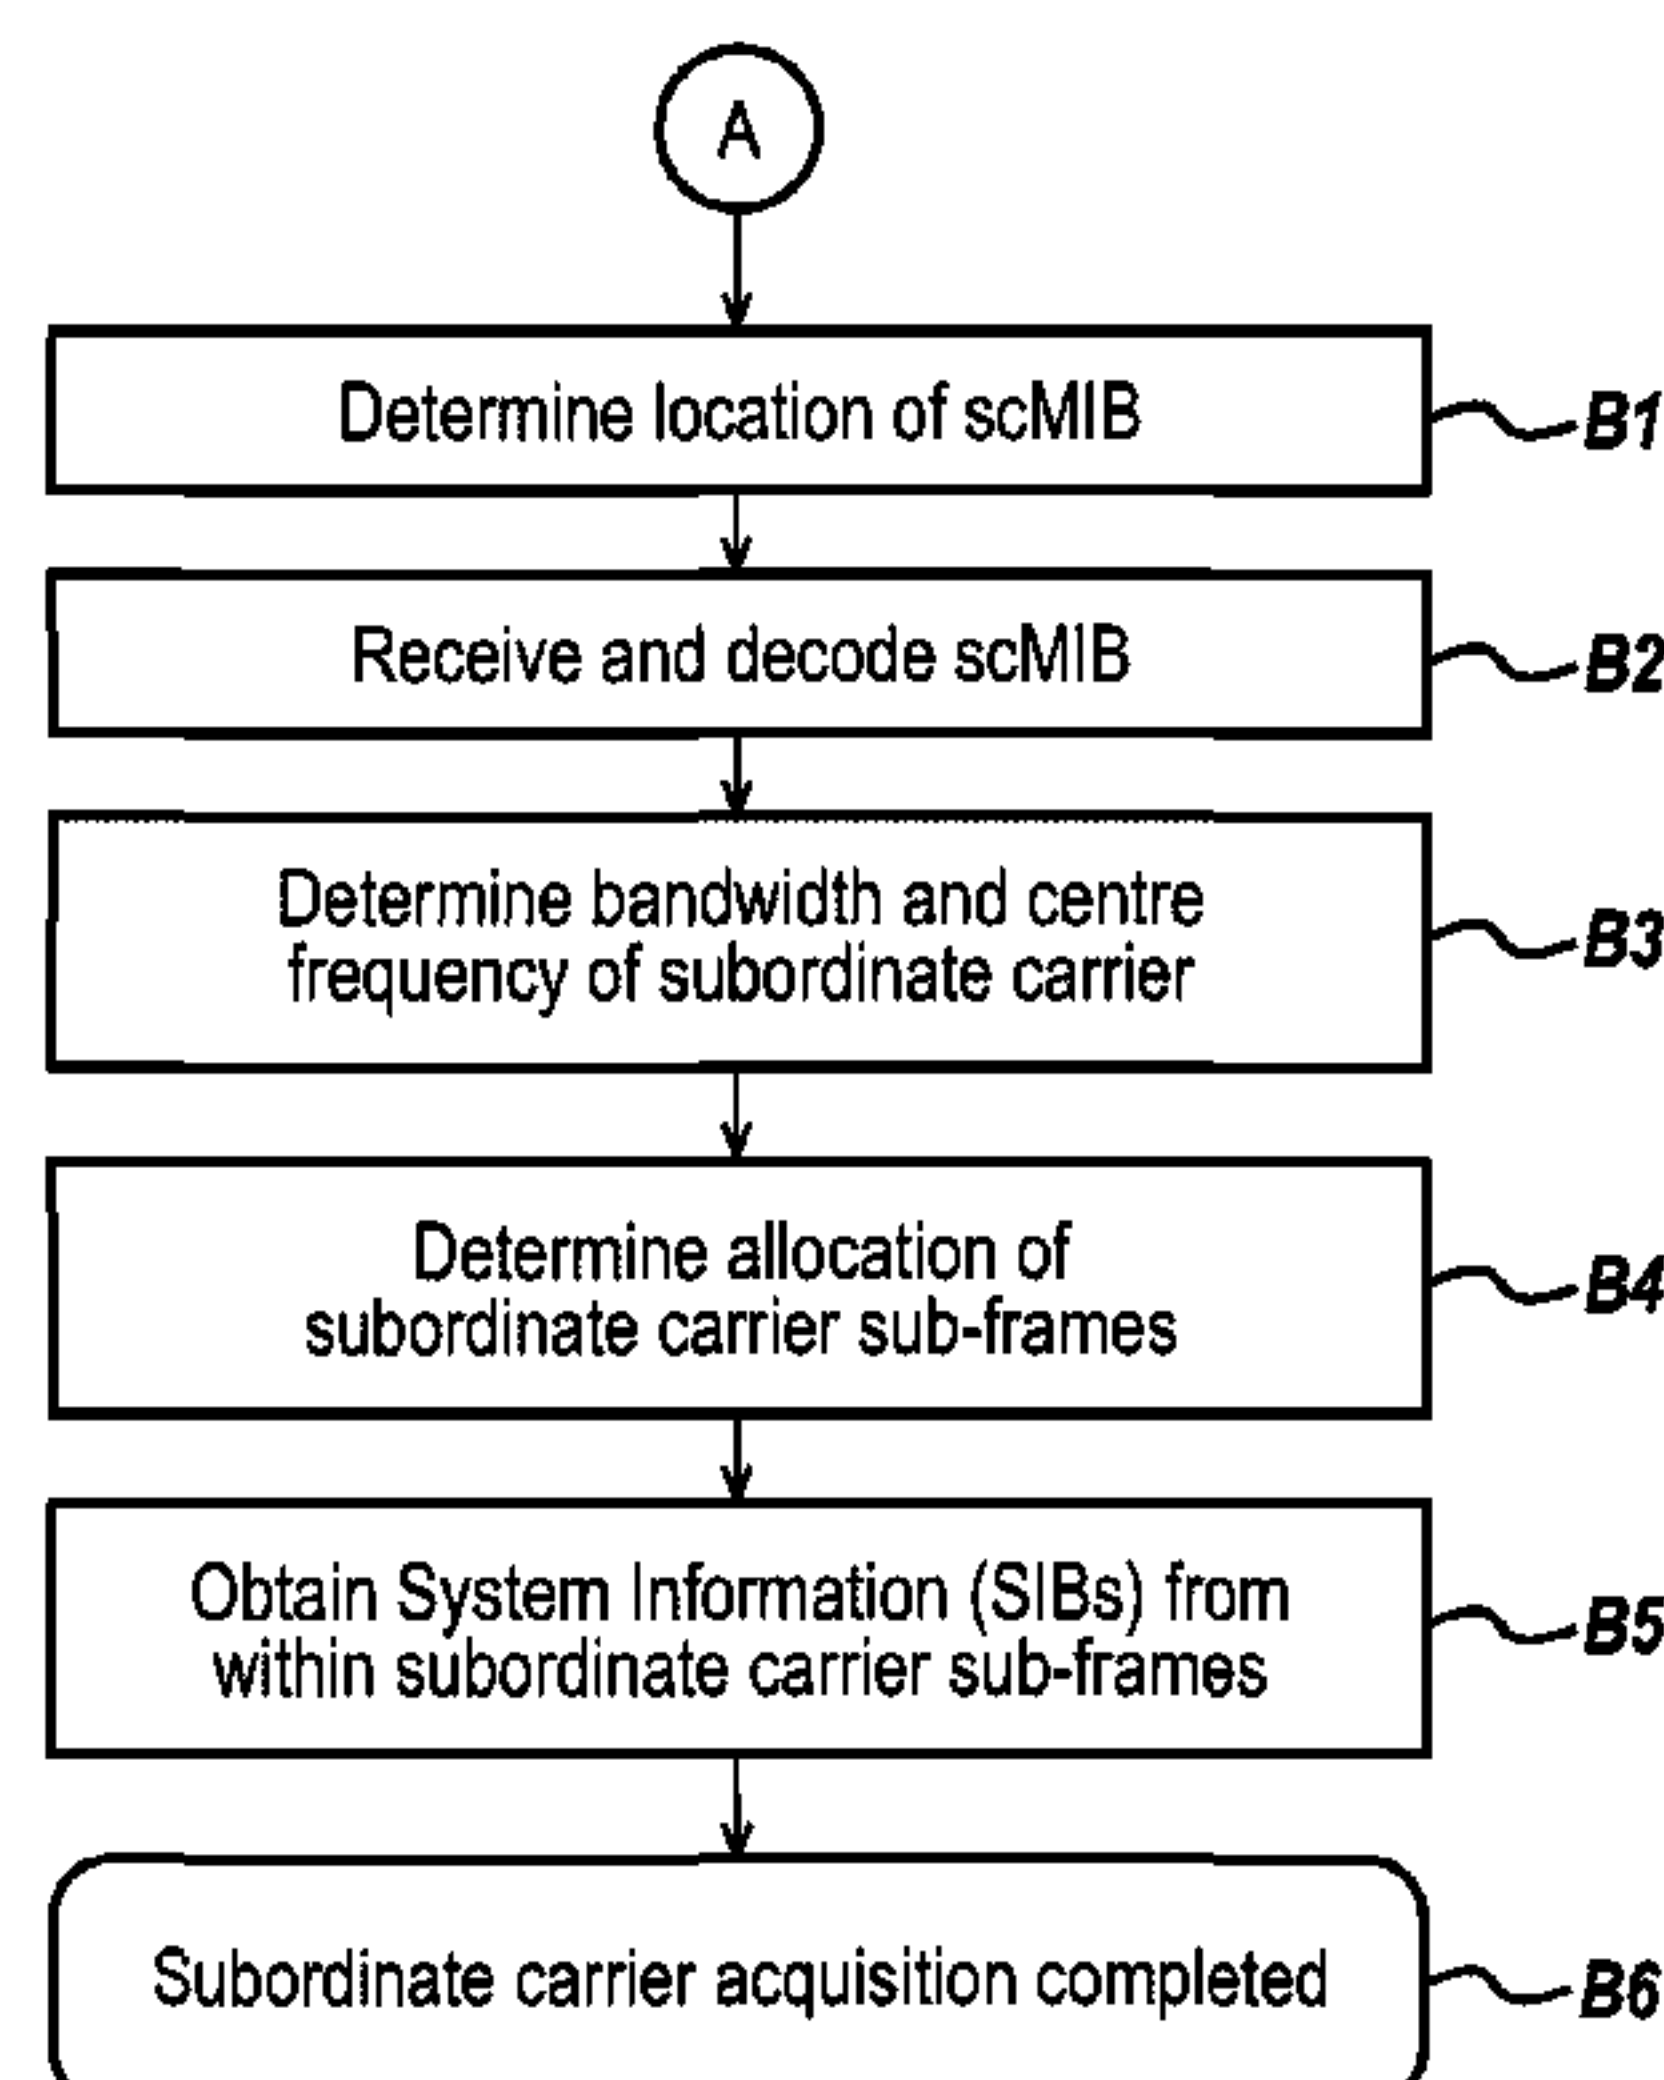 A
Determine location of scMIB
B1
Receive and decode scMIB
B2
Determine bandwidth and centre
frequency of subordinate carrier
B3
Determine allocation of
subordinate carrier sub-frames
B4
Obtain System Information (SIBs) from
within subordinate carrier sub-frames
B5
Subordinate carrier acquisition completed
B6